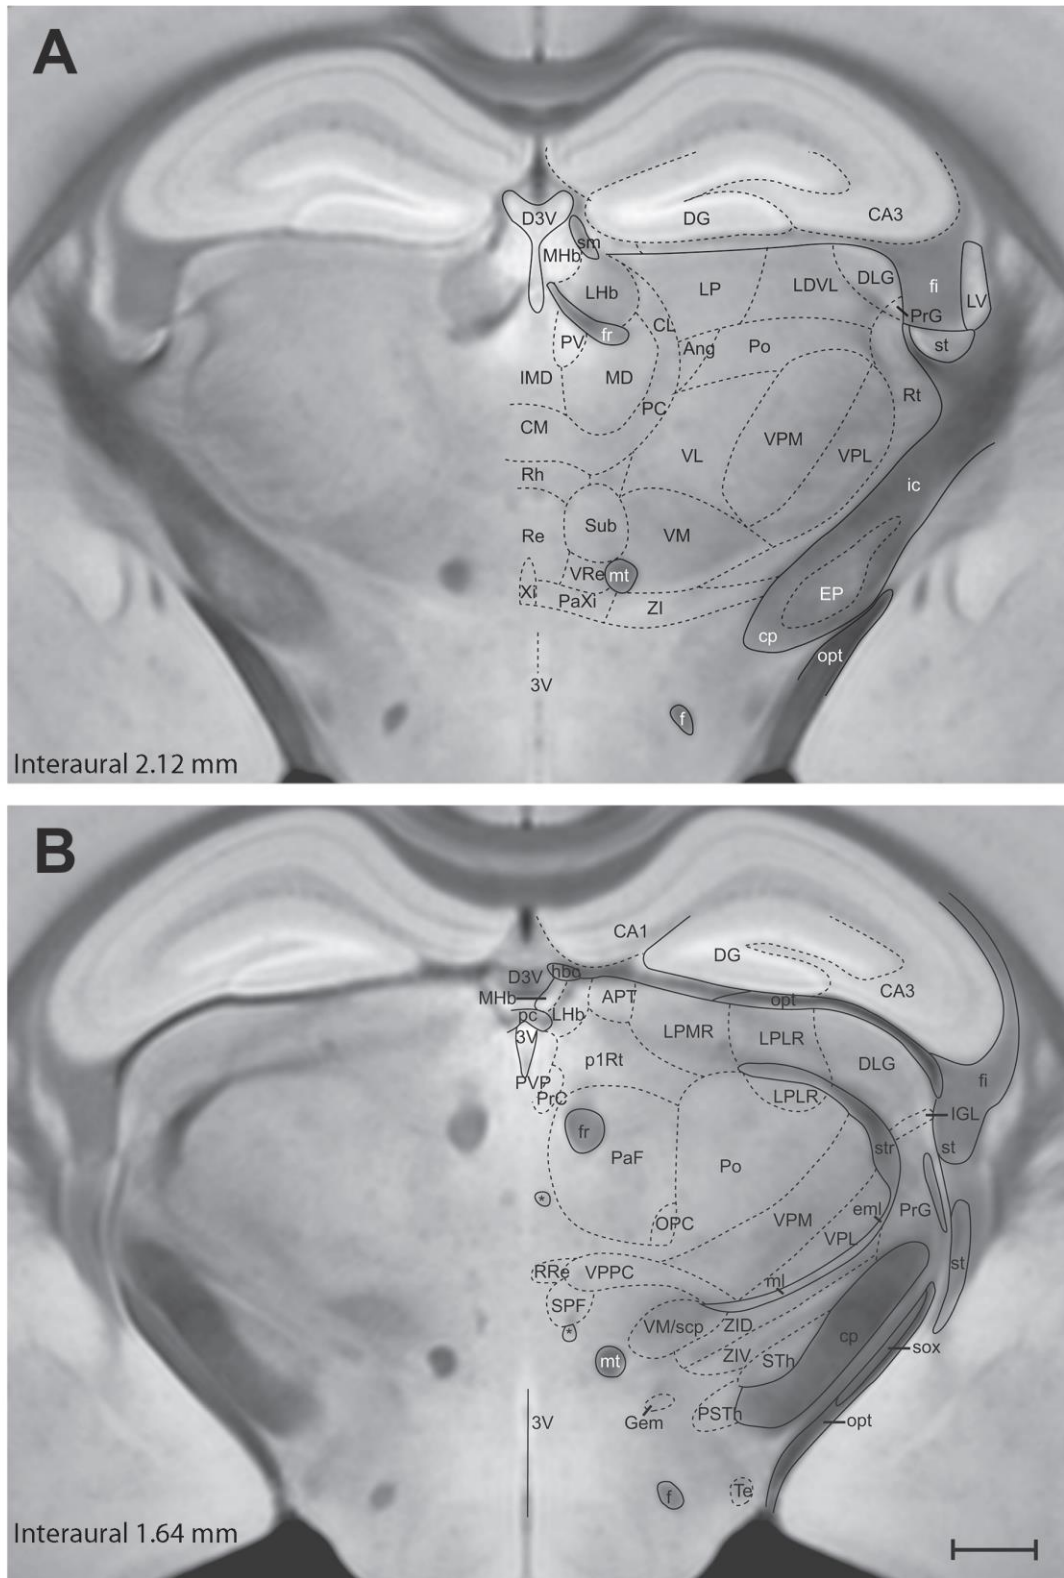 A
D3V
DG
CA3
sm
MHb
LHb
LP
LDVL
DLG
fi
LV
PrG
fr
CL
PV
Ang
Po
st
IMD
MD
Rt
PC
CM
VL
VPM
VPL
Rh
ic
Re
Sub
VM
VRe
mt
Xi
PaXi
ZI
EP
cp
opt
3V
f
Interaural 2.12 mm
B
CA1
D3V
hbo
DG
MHb
APT
opt
CA3
pc
LHb
3V
LPMR
LPLR
DLG
p1Rt
PVP
PrC
LPLR
fi
IGL
fr
PaF
Po
str
st
*
OPC
VPM
eml
PrG
VPL
RRe
VPPC
ml
st
SPF
*
VM/scp
ZID
cp
sox
mt
ZIV
STh
Gem
PSTh
opt
3V
f
Te
Interaural 1.64 mm